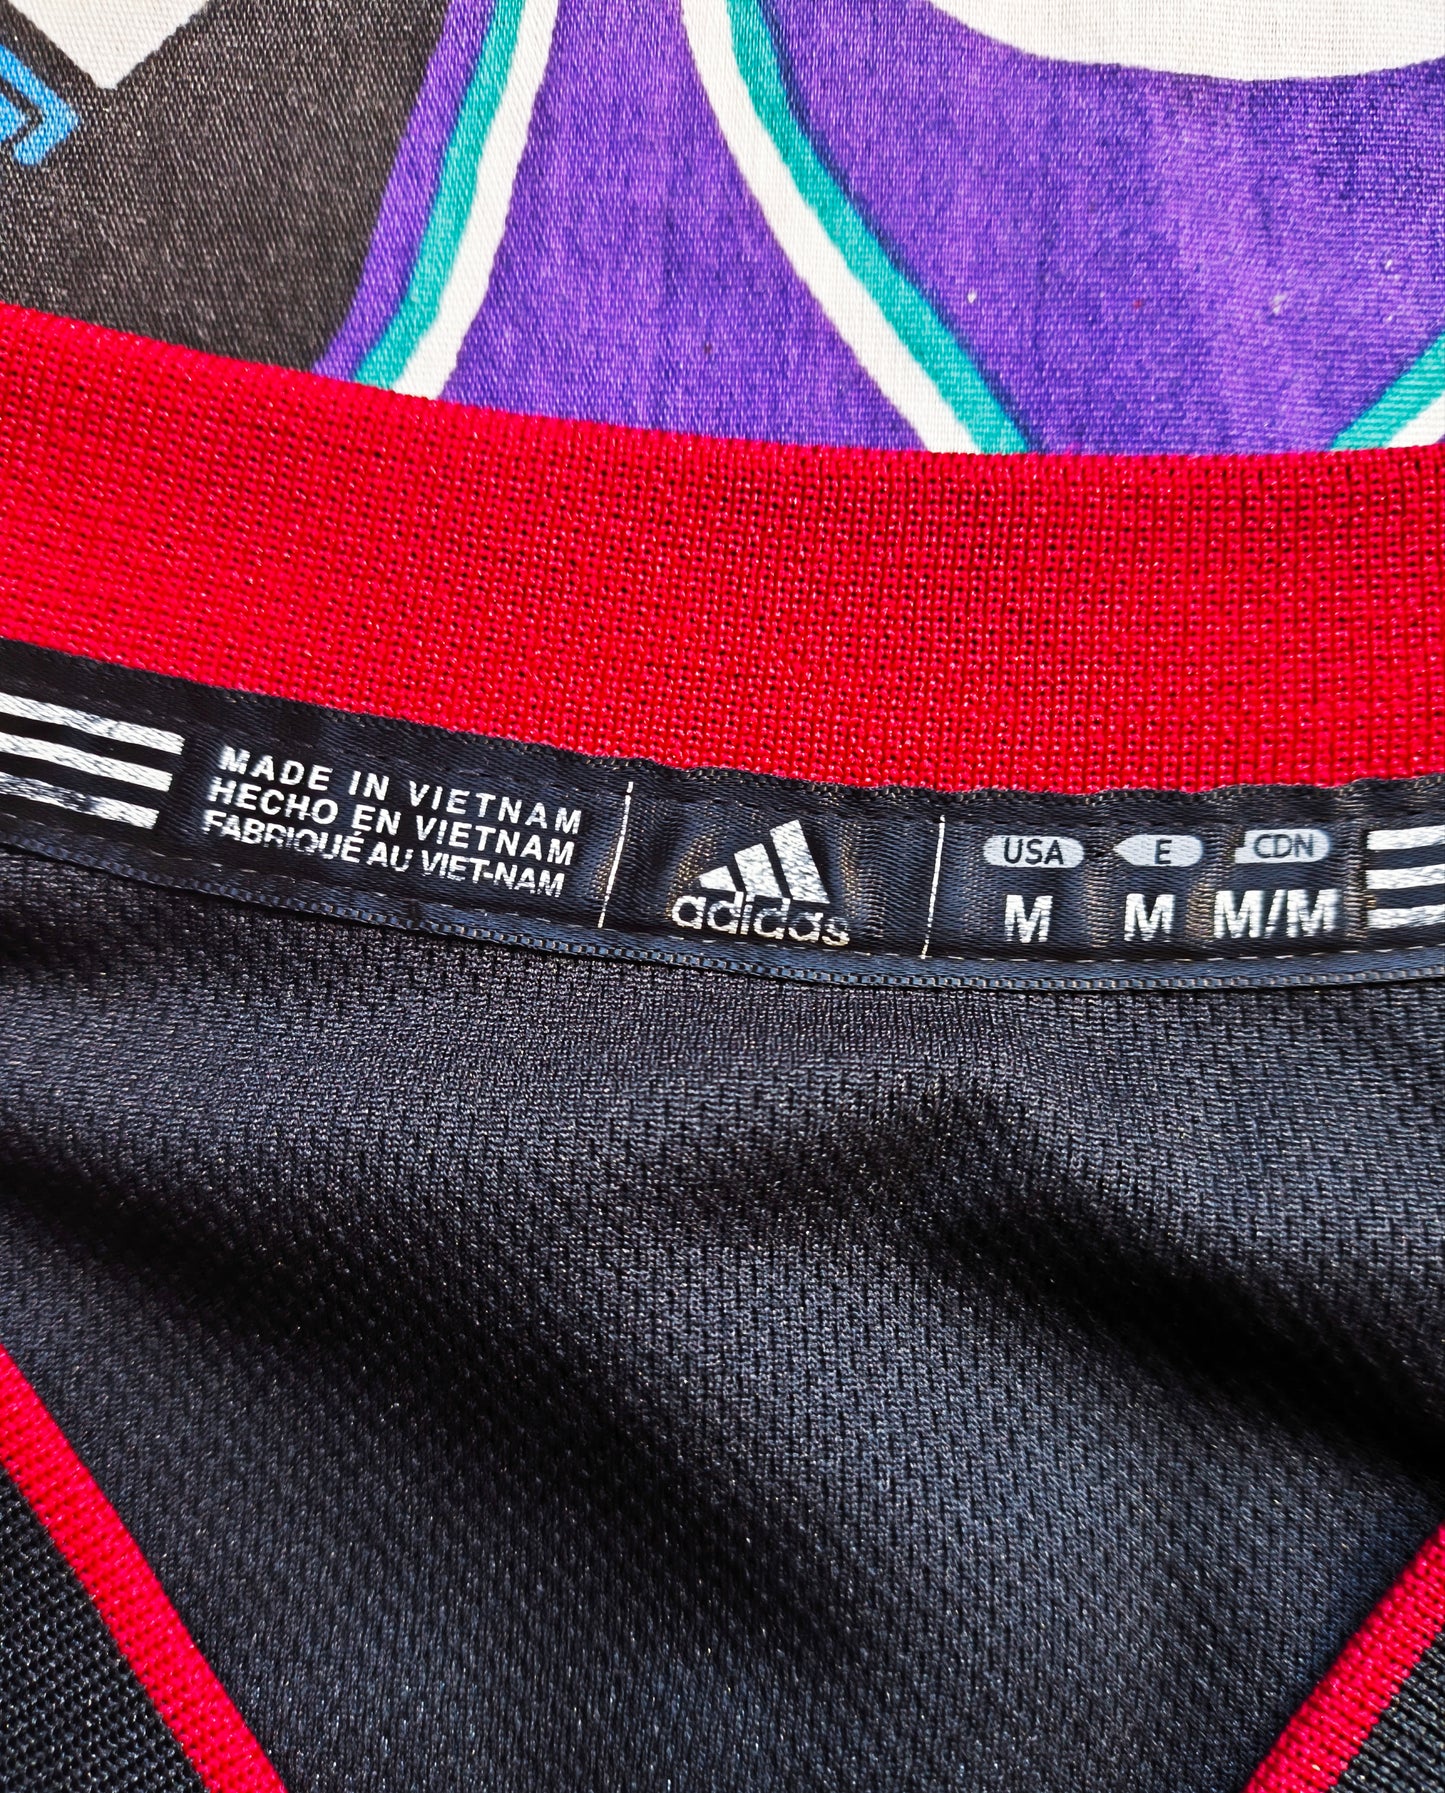 MADE IN VIETNAM
HECHO EN VIETNAM
FABRIQUÉ AU VIET-NAM
adidas
USA E CDN
M M M/M